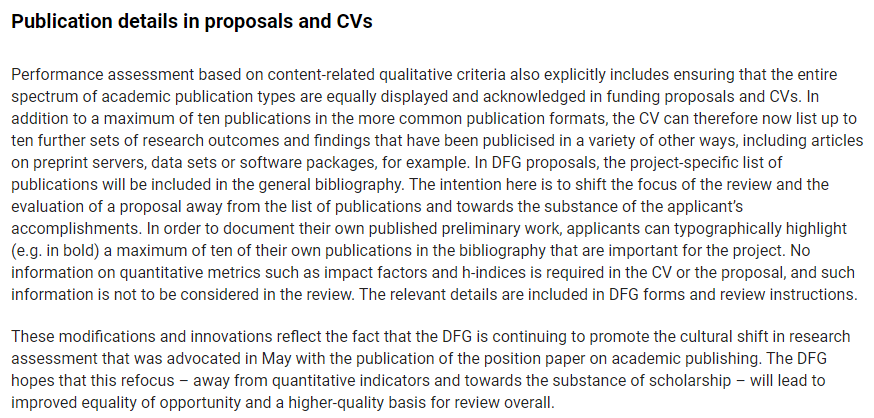 Publication details in proposals and CVs
Performance assessment based on content-related qualitative criteria also explicitly includes ensuring that the entire
spectrum of academic publication types are equally displayed and acknowledged in funding proposals and CVs. In
addition to a maximum of ten publications in the more common publication formats, the CV can therefore now list up to
ten further sets of research outcomes and findings that have been publicised in a variety of other ways, including articles
on preprint servers, data sets or software packages, for example. In DFG proposals, the project-specific list of
publications will be included in the general bibliography. The intention here is to shift the focus of the review and the
evaluation of a proposal away from the list of publications and towards the substance of the applicant’s
accomplishments. In order to document their own published preliminary work, applicants can typographically highlight
(e.g. in bold) a maximum of ten of their own publications in the bibliography that are important for the project. No
information on quantitative metrics such as impact factors and h-indices is required in the CV or the proposal, and such
information is not to be considered in the review. The relevant details are included in DFG forms and review instructions.
These modifications and innovations reflect the fact that the DFG is continuing to promote the cultural shift in research
assessment that was advocated in May with the publication of the position paper on academic publishing. The DFG
hopes that this refocus – away from quantitative indicators and towards the substance of scholarship – will lead to
improved equality of opportunity and a higher-quality basis for review overall.